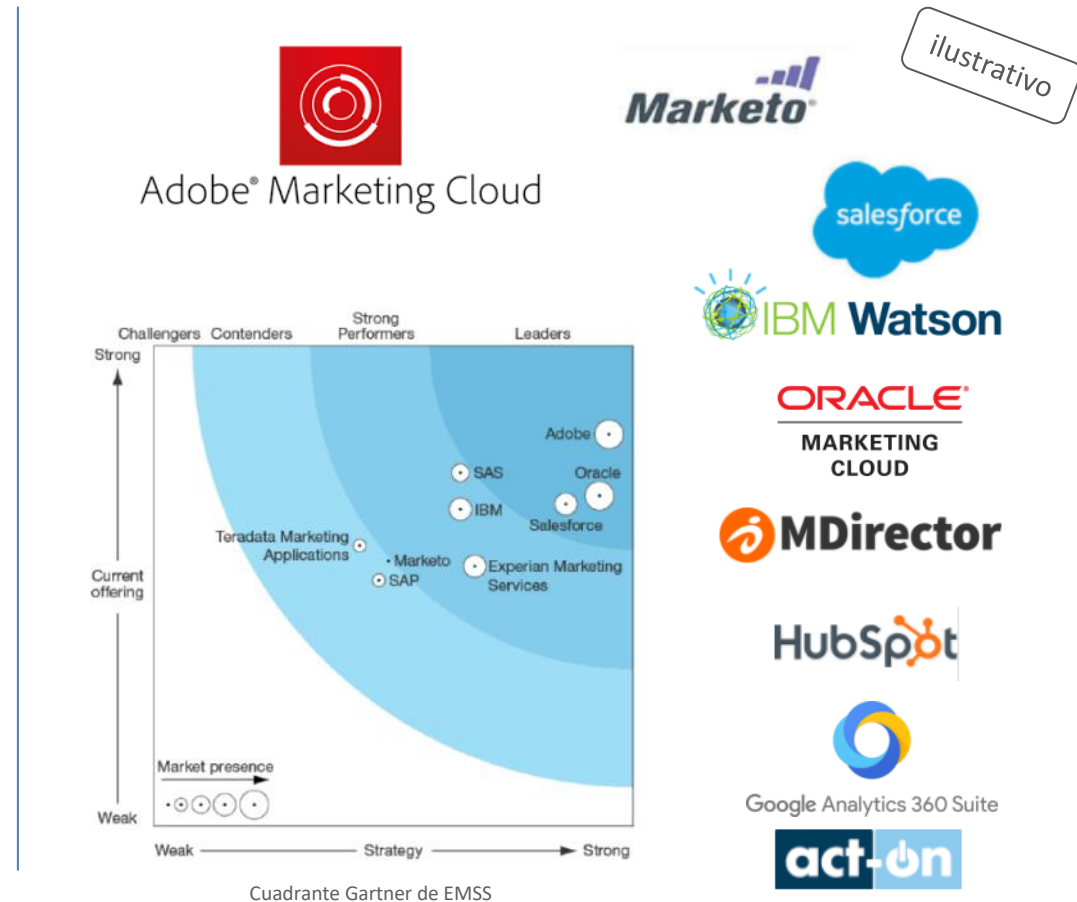 ilustrativo
Marketo®
Adobe® Marketing Cloud
salesforce
IBM Watson
ORACLE®
MARKETING
CLOUD
MDirector
HubSpot
Google Analytics 360 Suite
act-on
Challengers Contenders Strong Performers Leaders
Strong
Current
offering
Weak
Adobe
SAS
Oracle
IBM
Salesforce
Teradata Marketing
Applications
Marketo
SAP
Experian Marketing
Services
Market presence
Weak Strategy Strong
Cuadrante Gartner de EMSS